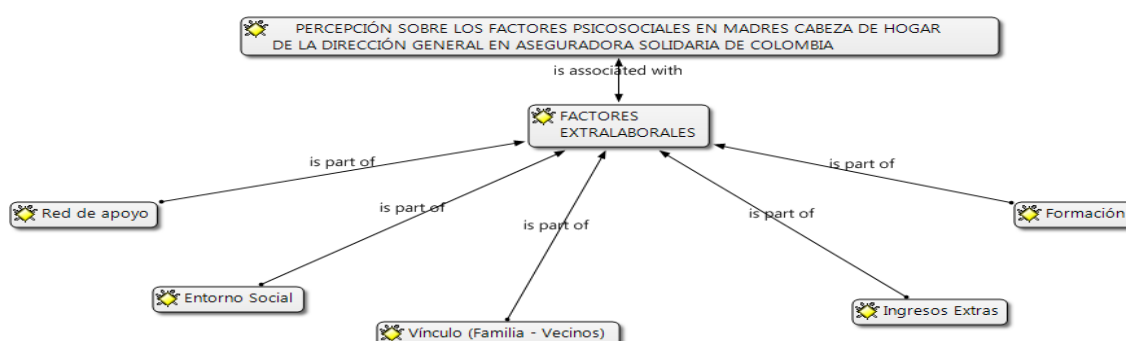 PERCEPCIÓN SOBRE LOS FACTORES PSICOSOCIALES EN MADRES CABEZA DE HOGAR
DE LA DIRECCIÓN GENERAL EN ASEGURADORA SOLIDARIA DE COLOMBIA
is associated with
FACTORES
EXTRALABORALES
is part of
is part of
is part of
is part of
is part of
Red de apoyo
Formación
Entorno Social
Ingresos Extras
Vínculo (Familia - Vecinos)